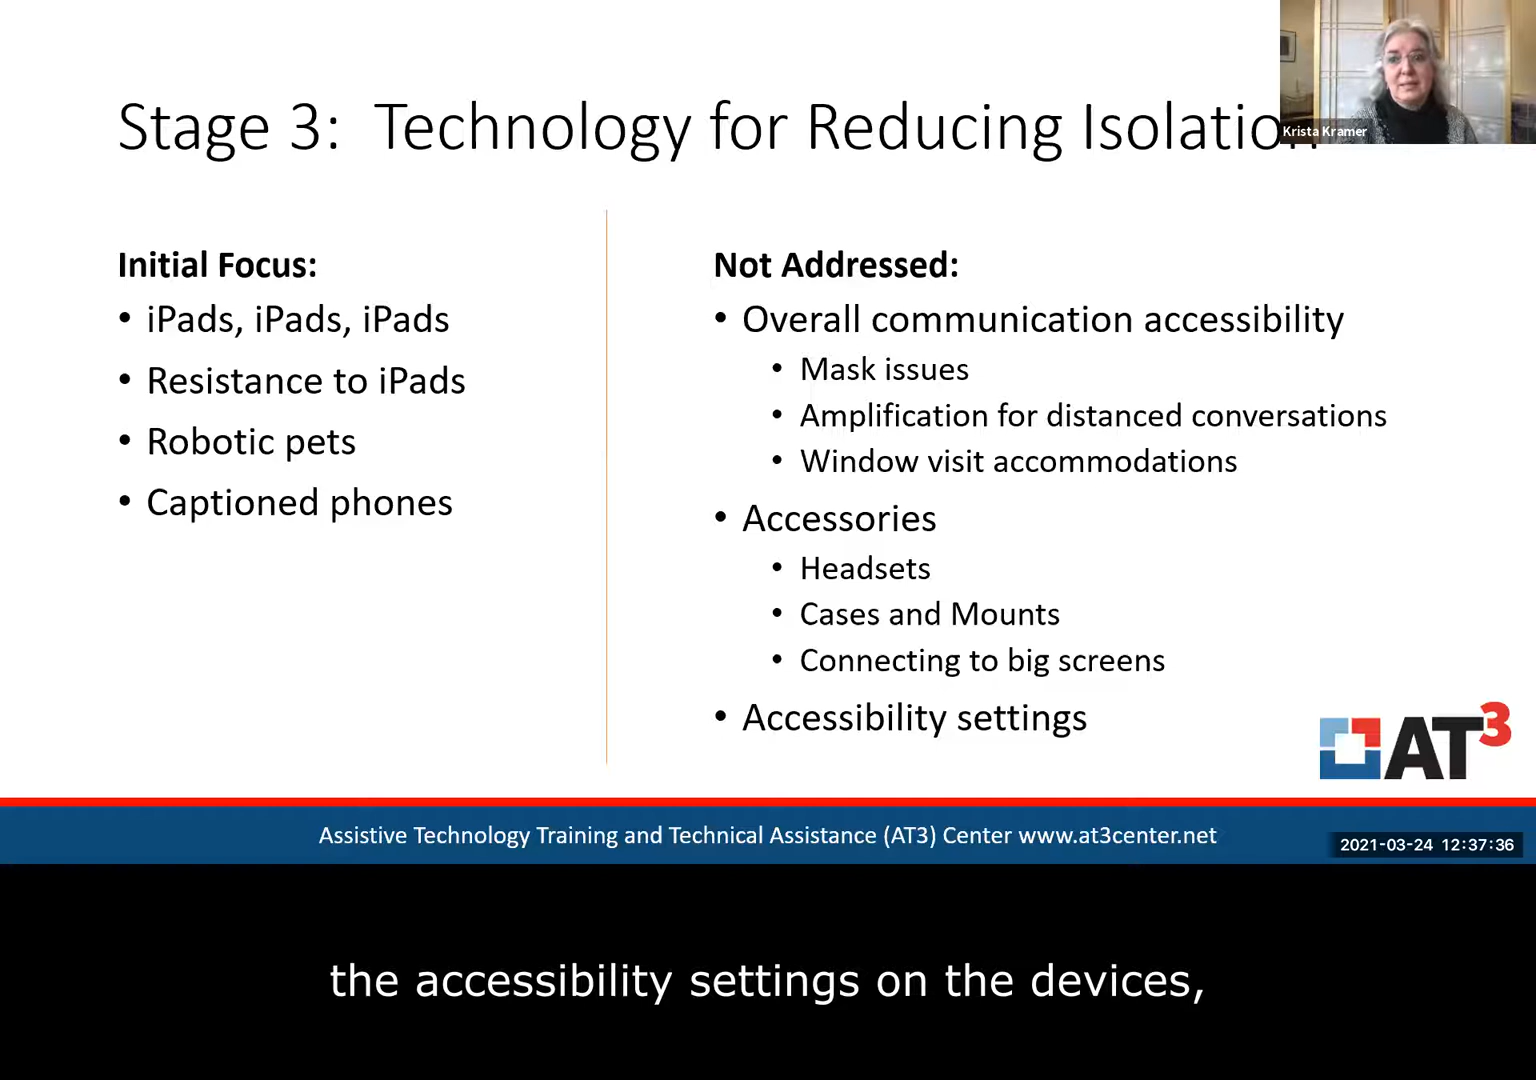 Stage 3: Technology for Reducing Isolation
Krista Kramer
Initial Focus:
• iPads, iPads, iPads
• Resistance to iPads
• Robotic pets
• Captioned phones
Not Addressed:
• Overall communication accessibility
• Mask issues
• Amplification for distanced conversations
• Window visit accommodations
• Accessories
• Headsets
• Cases and Mounts
• Connecting to big screens
• Accessibility settings
AT3
Assistive Technology Training and Technical Assistance (AT3) Center www.at3center.net
2021-03-24 12:37:36
the accessibility settings on the devices,